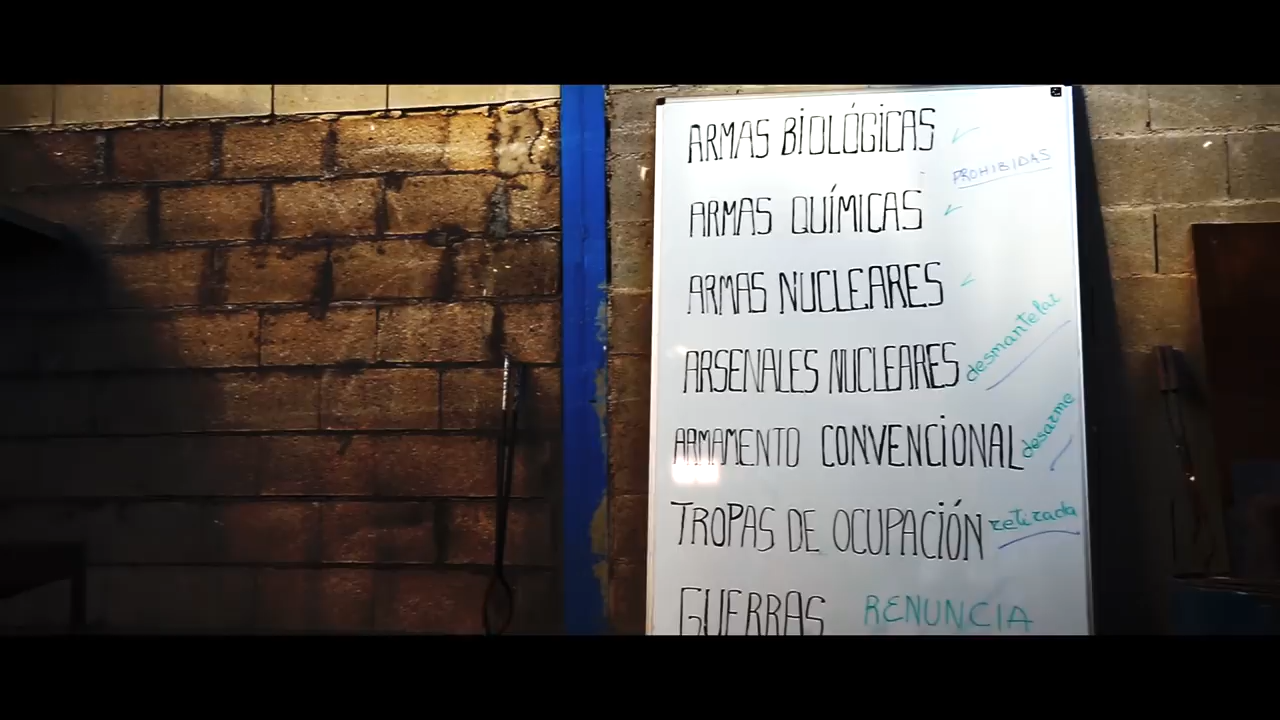 ARMAS BIOLÓGICAS
PROHIBIDAS
ARMAS QUÍMICAS
ARMAS NUCLEARES
ARSENALES NUCLEARES desmantelar
ARMAMENTO CONVENCIONAL desarme
TROPAS DE OCUPACIÓN retirada
GUERRAS RENUNCIA